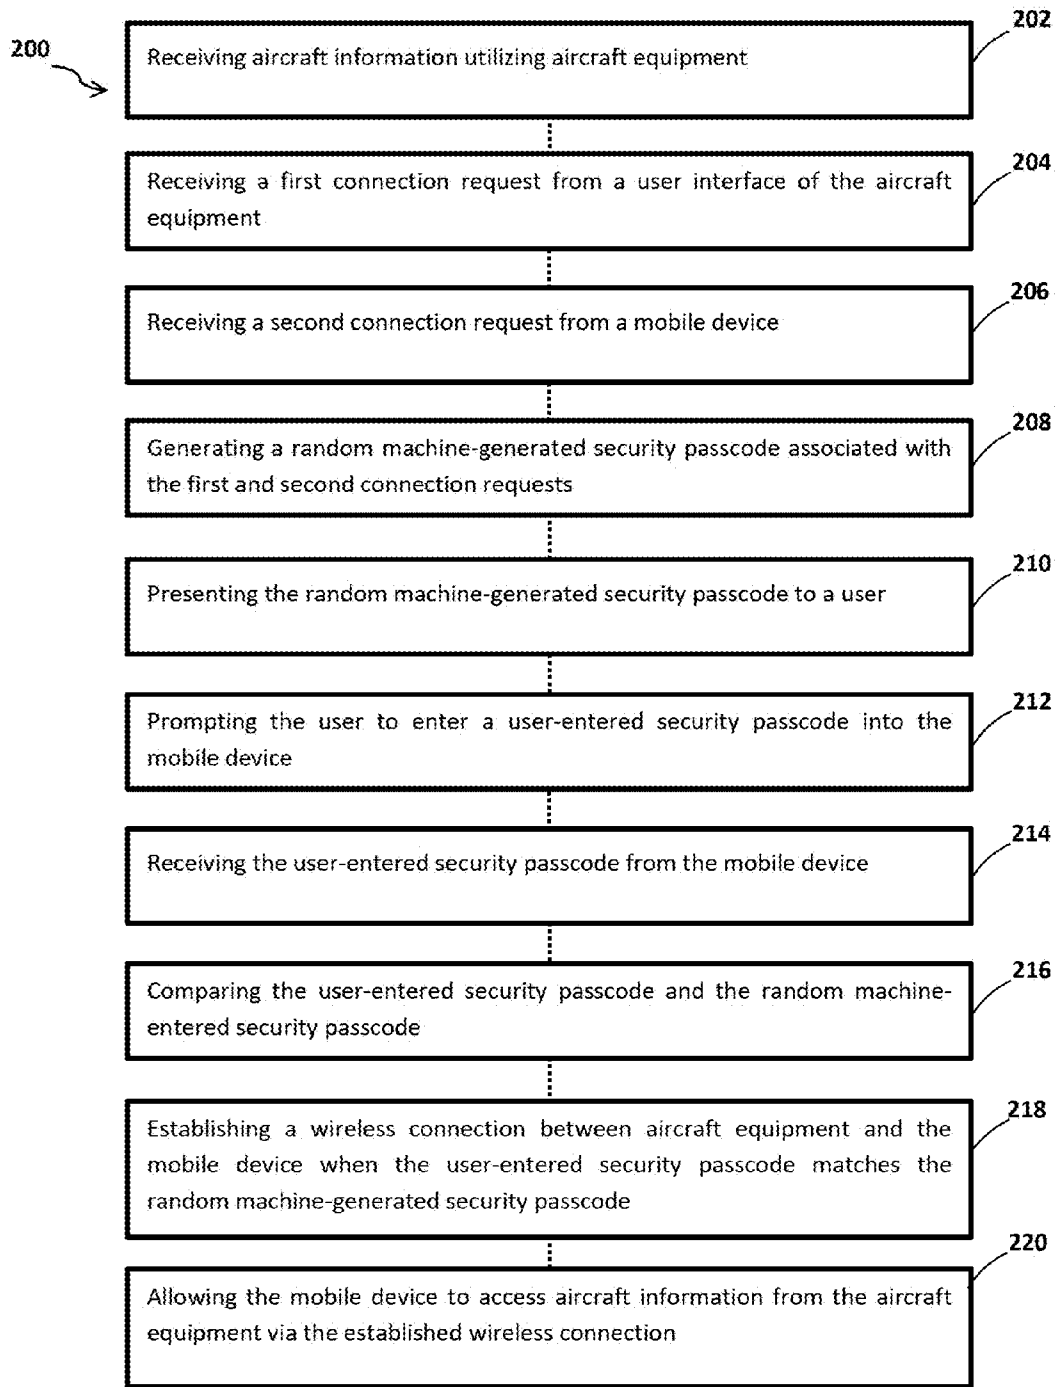 200
202
Receiving aircraft information utilizing aircraft equipment
204
Receiving a first connection request from a user interface of the aircraft
equipment
206
Receiving a second connection request from a mobile device
208
Generating a random machine-generated security passcode associated with
the first and second connection requests
210
Presenting the random machine-generated security passcode to a user
212
Prompting the user to enter a user-entered security passcode into the
mobile device
214
Receiving the user-entered security passcode from the mobile device
216
Comparing the user-entered security passcode and the random machine-
entered security passcode
218
Establishing a wireless connection between aircraft equipment and the
mobile device when the user-entered security passcode matches the
random machine-generated security passcode
220
Allowing the mobile device to access aircraft information from the aircraft
equipment via the established wireless connection